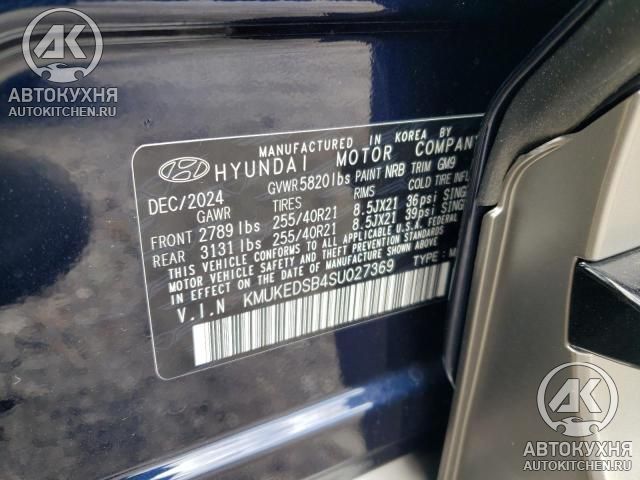 АК
АВТОКУХНЯ
AUTOKITCHEN.RU
MANUFACTURED IN KOREA BY
HYUNDAI MOTOR COMPANY
DEC/2024 GVWR 5820 lbs PAINT NRB TRIM GM9
GAWR TIRES RIMS COLD TIRE INFL
FRONT 2789 lbs 255/40R21 8.5JX21 36psi SING
REAR 3131 lbs 255/40R21 8.5JX21 39psi SING
THIS VEHICLE CONFORMS TO ALL APPLICABLE U.S. FEDERAL
MOTOR VEHICLE SAFETY AND THEFT PREVENTION
STANDARDS IN EFFECT ON THE DATE OF
MANUFACTURE SHOWN ABOVE.
V.I.N KMUKEDSB4SU027369 TYPE : M
АК
АВТОКУХНЯ
AUTOKITCHEN.RU